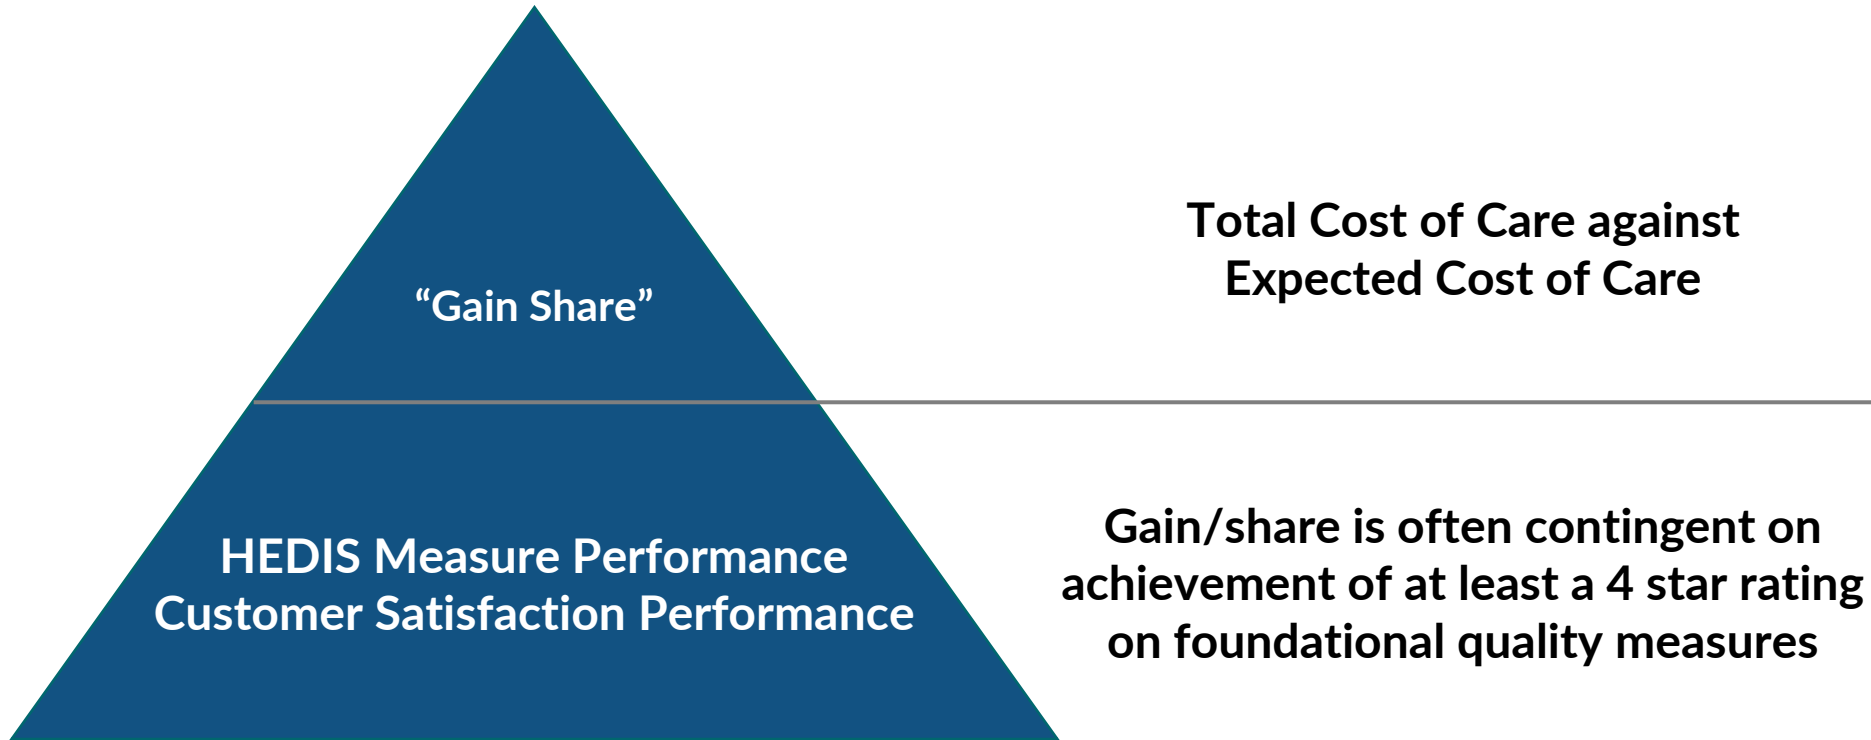 “Gain Share”
Total Cost of Care against
Expected Cost of Care
HEDIS Measure Performance
Customer Satisfaction Performance
Gain/share is often contingent on
achievement of at least a 4 star rating
on foundational quality measures